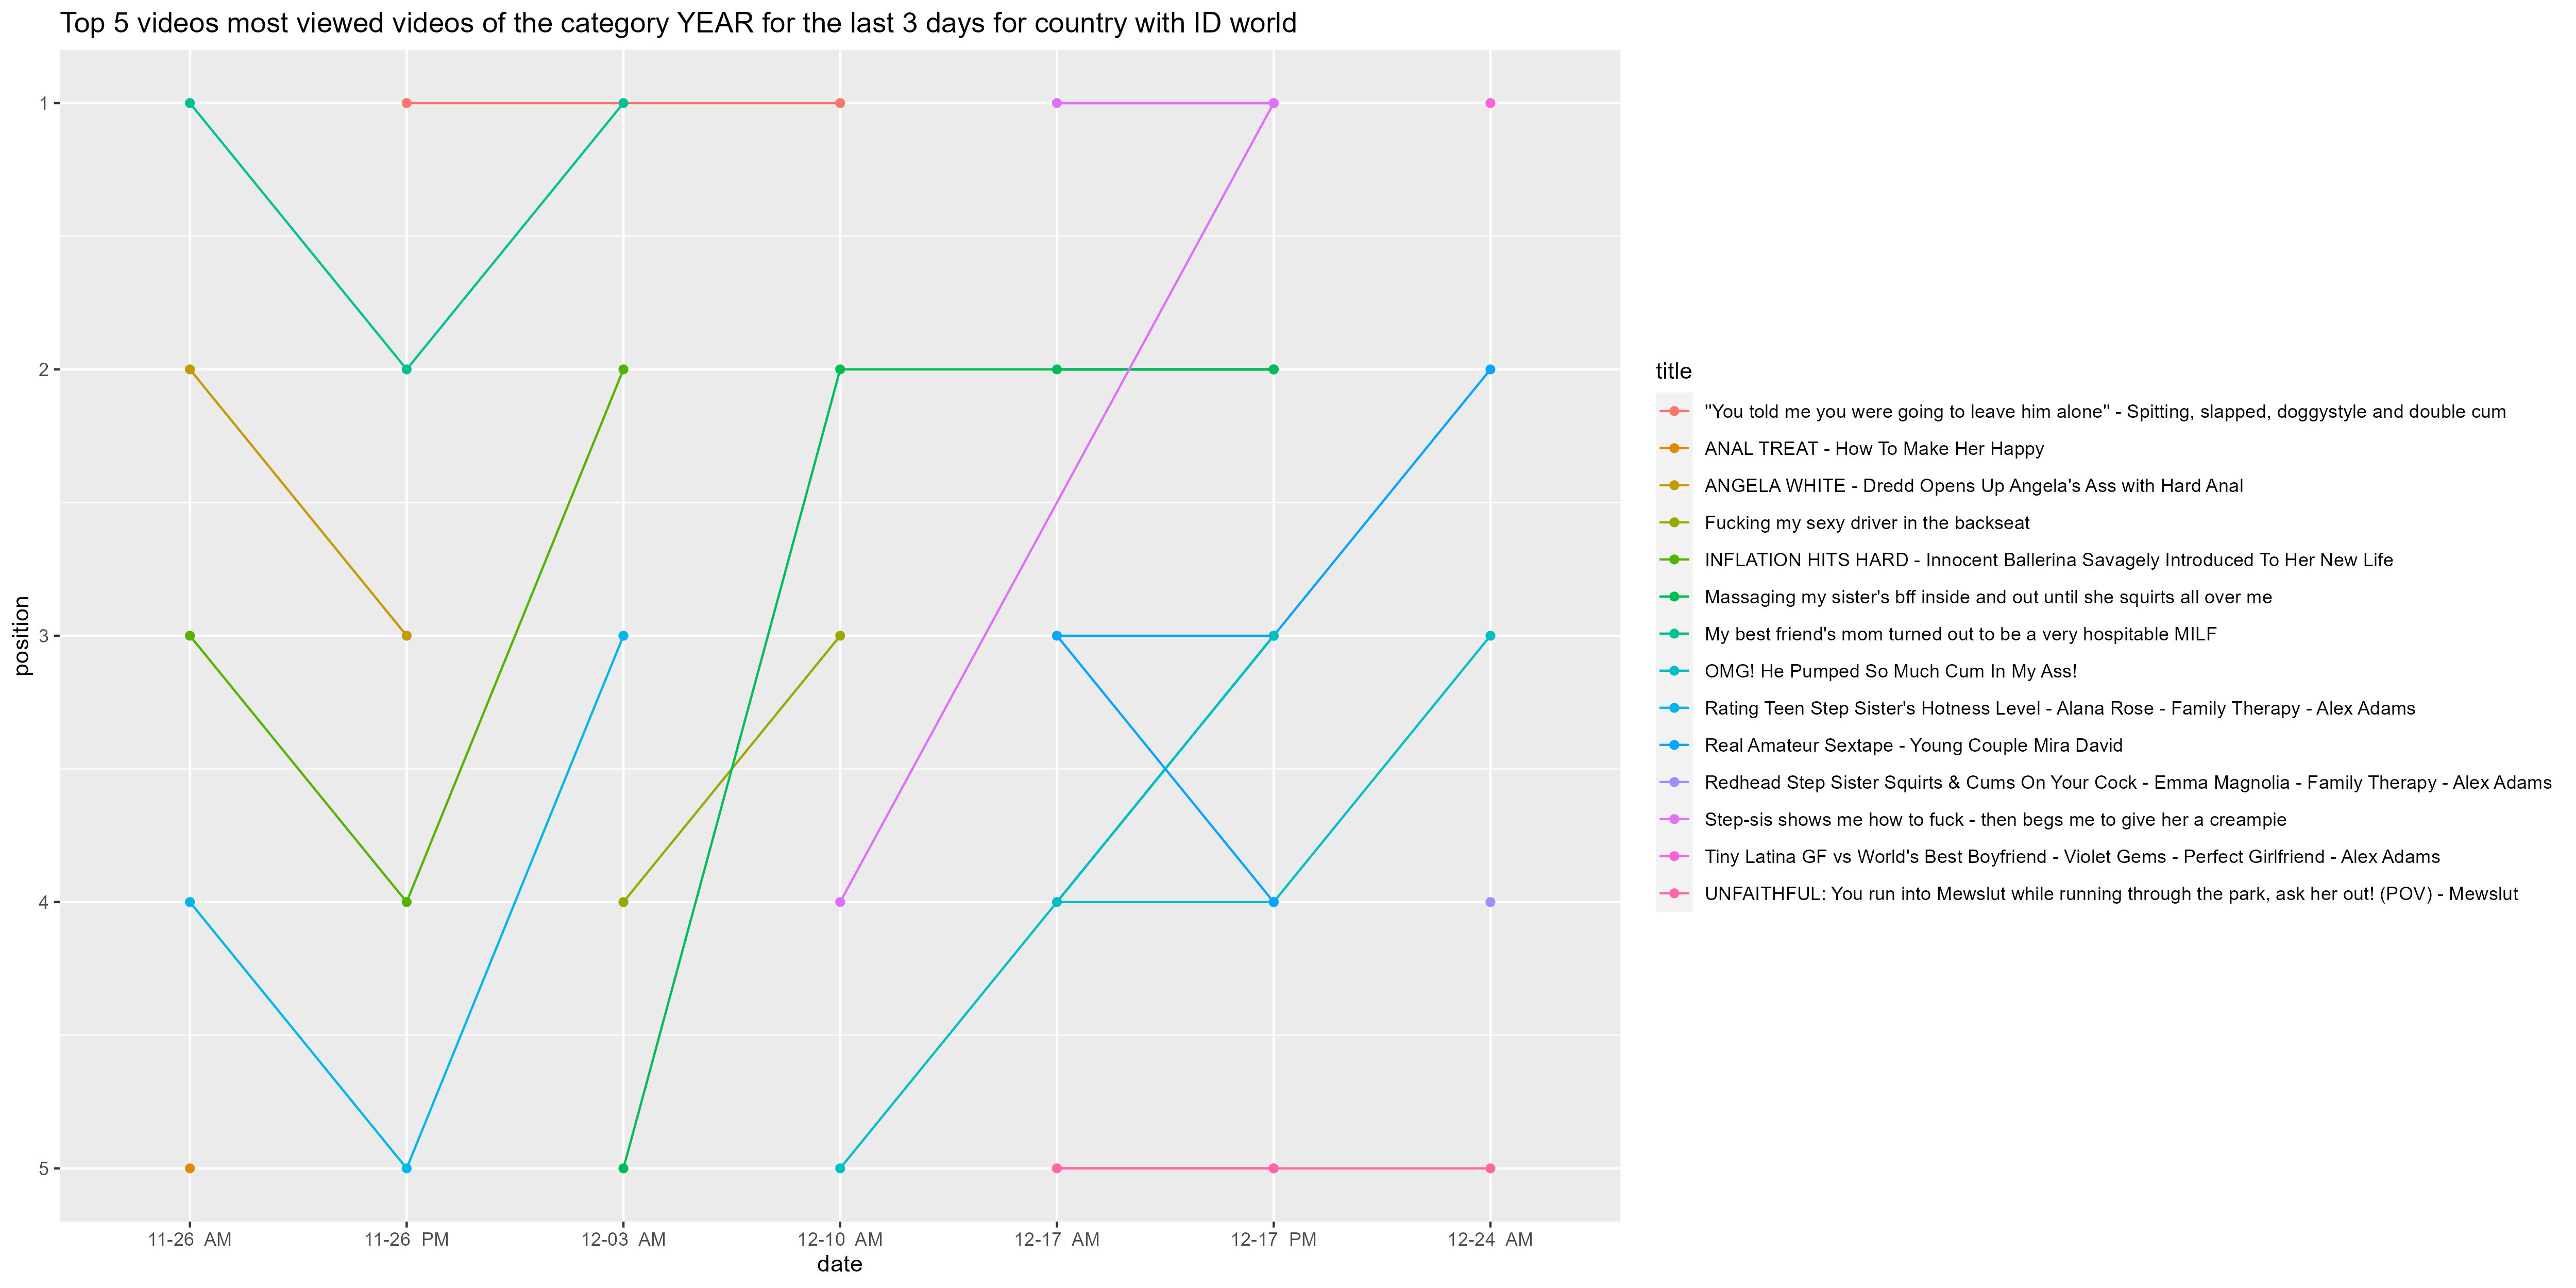 Top 5 videos most viewed videos of the category YEAR for the last 3 days for country with ID world
1
2
3
4
5
position
11-26 AM
11-26 PM
12-03 AM
12-10 AM
12-17 AM
12-17 PM
12-24 AM
date
title
"You told me you were going to leave him alone" - Spitting, slapped, doggystyle and double cum
ANAL TREAT - How To Make Her Happy
ANGELA WHITE - Dredd Opens Up Angela's Ass with Hard Anal
Fucking my sexy driver in the backseat
INFLATION HITS HARD - Innocent Ballerina Savagely Introduced To Her New Life
Massaging my sister's bff inside and out until she squirts all over me
My best friend's mom turned out to be a very hospitable MILF
OMG! He Pumped So Much Cum In My Ass!
Rating Teen Step Sister's Hotness Level - Alana Rose - Family Therapy - Alex Adams
Real Amateur Sextape - Young Couple Mira David
Redhead Step Sister Squirts & Cums On Your Cock - Emma Magnolia - Family Therapy - Alex Adams
Step-sis shows me how to fuck - then begs me to give her a creampie
Tiny Latina GF vs World's Best Boyfriend - Violet Gems - Perfect Girlfriend - Alex Adams
UNFAITHFUL: You run into Mewslut while running through the park, ask her out! (POV) - Mewslut